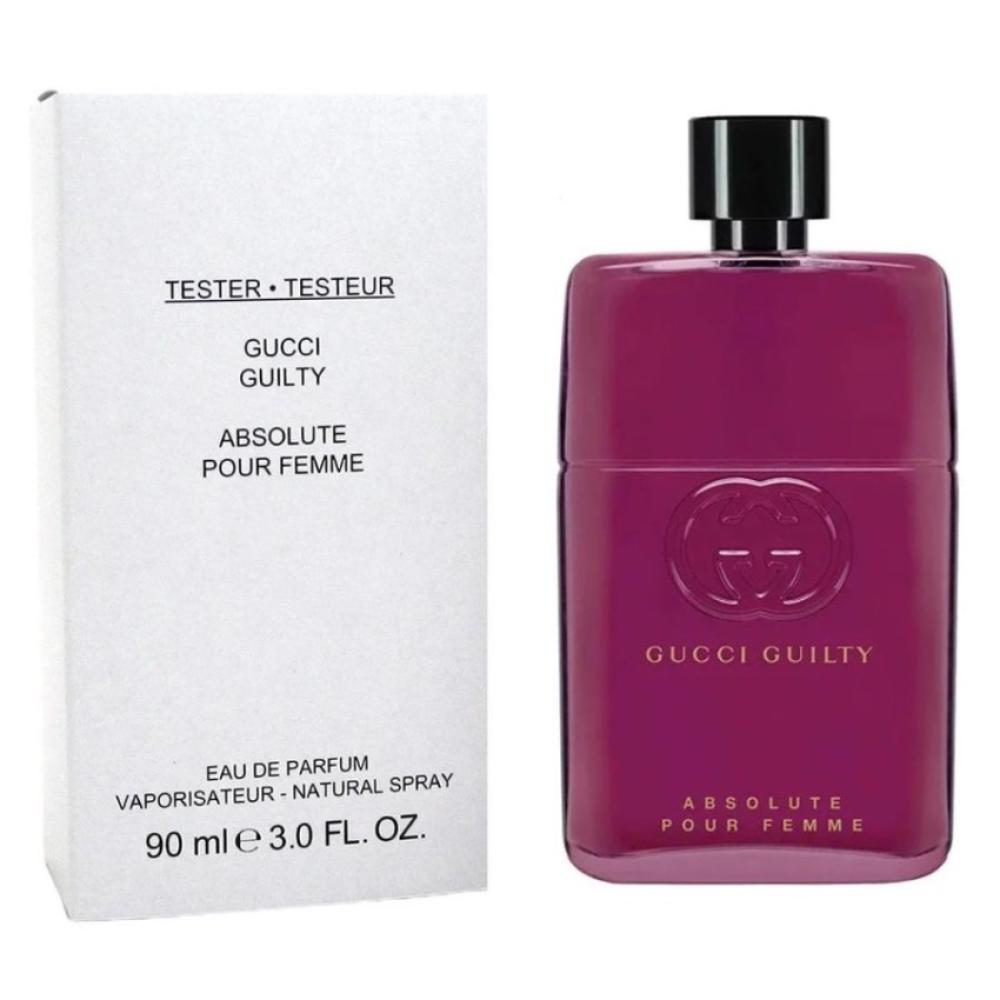 TESTER • TESTEUR
GUCCI
GUILTY
ABSOLUTE
POUR FEMME
EAU DE PARFUM
VAPORISATEUR - NATURAL SPRAY
90 ml ℮ 3.0 FL. OZ.
GUCCI GUILTY
ABSOLUTE
POUR FEMME